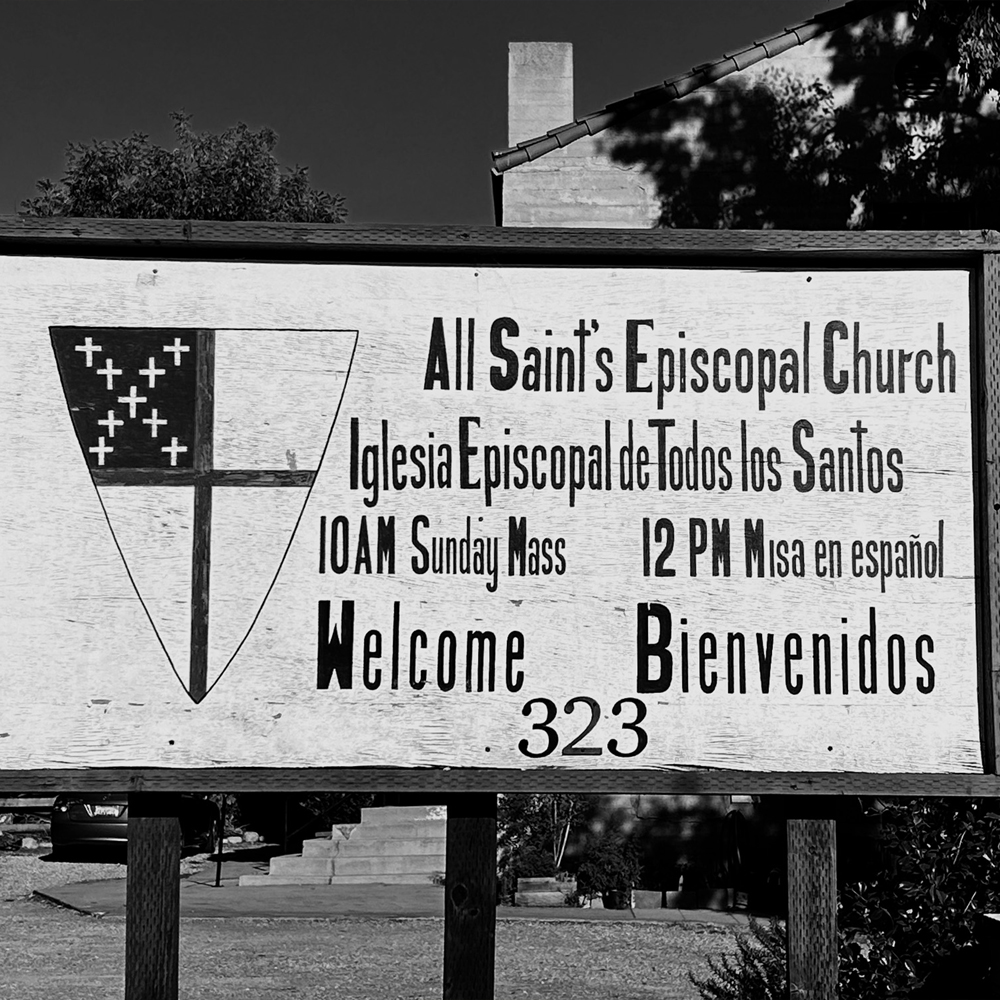 All Saint's Episcopal Church
Iglesia Episcopal de Todos los Santos
10AM Sunday Mass 12 PM Misa en español
Welcome Bienvenidos
323